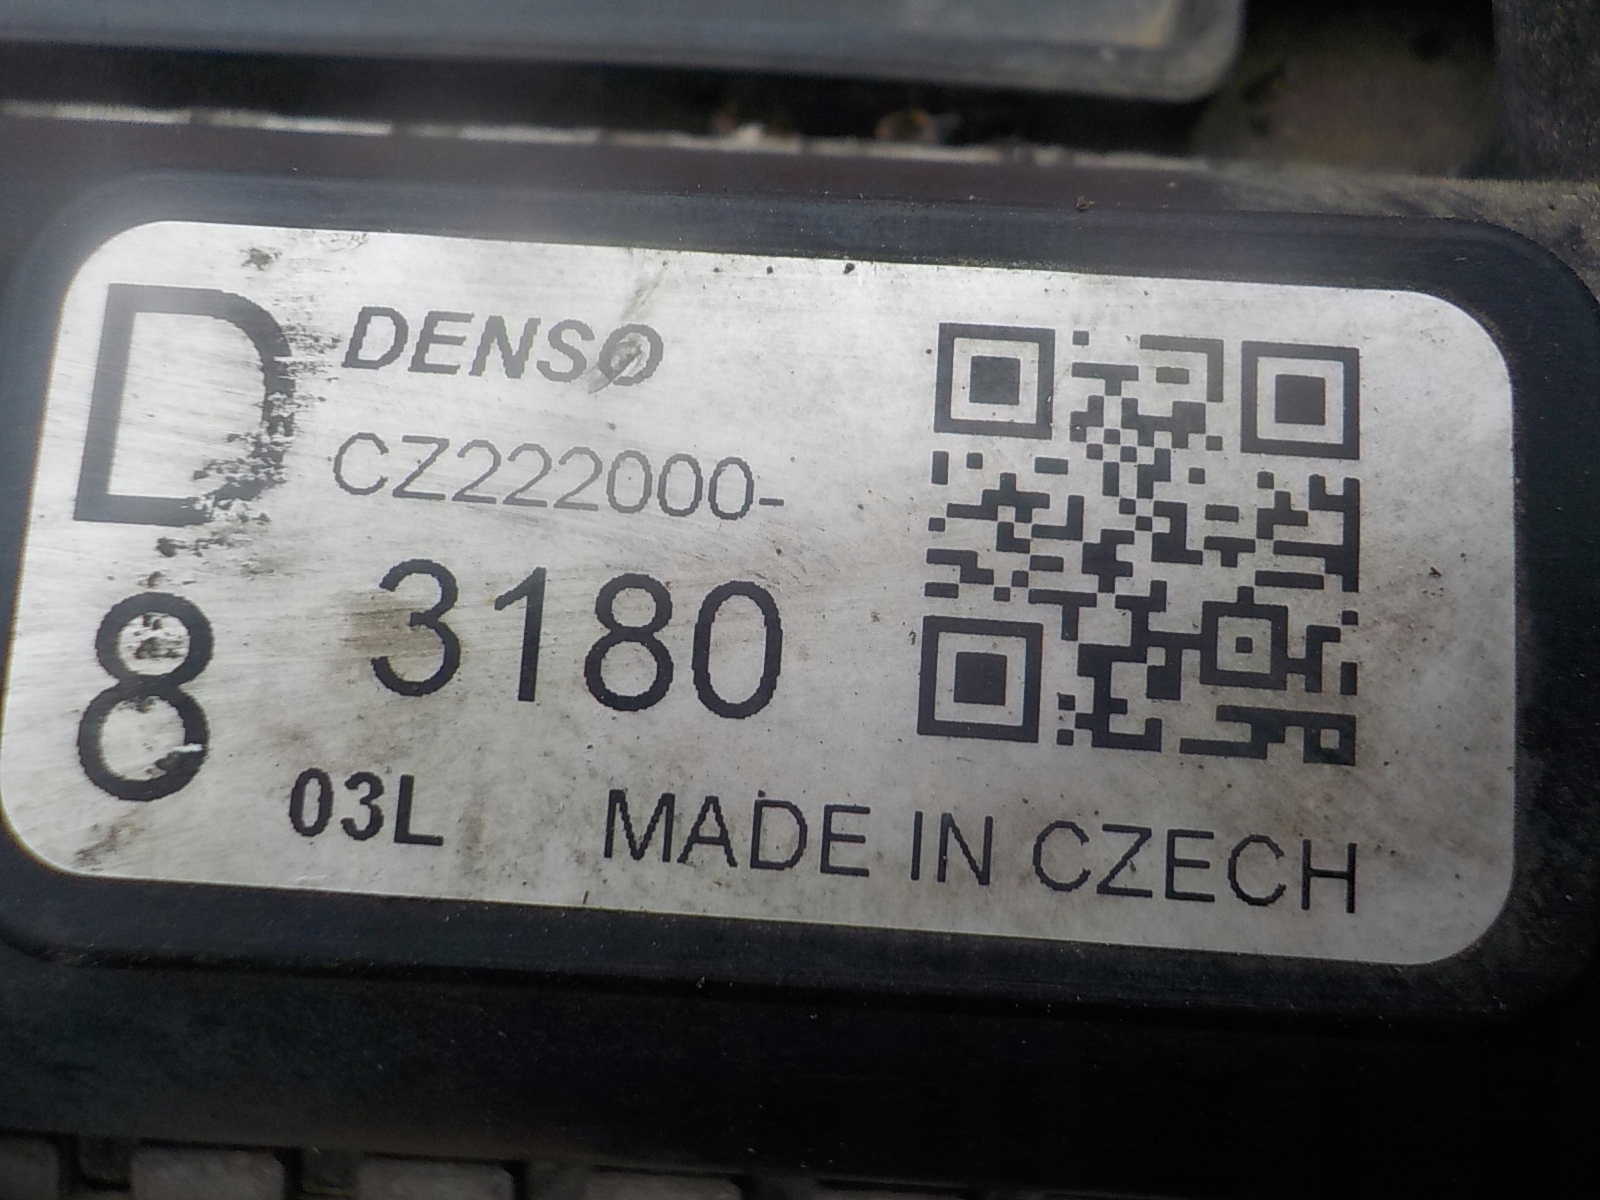 D
8
DENSO
CZ222000-
3180
03L
MADE IN CZECH